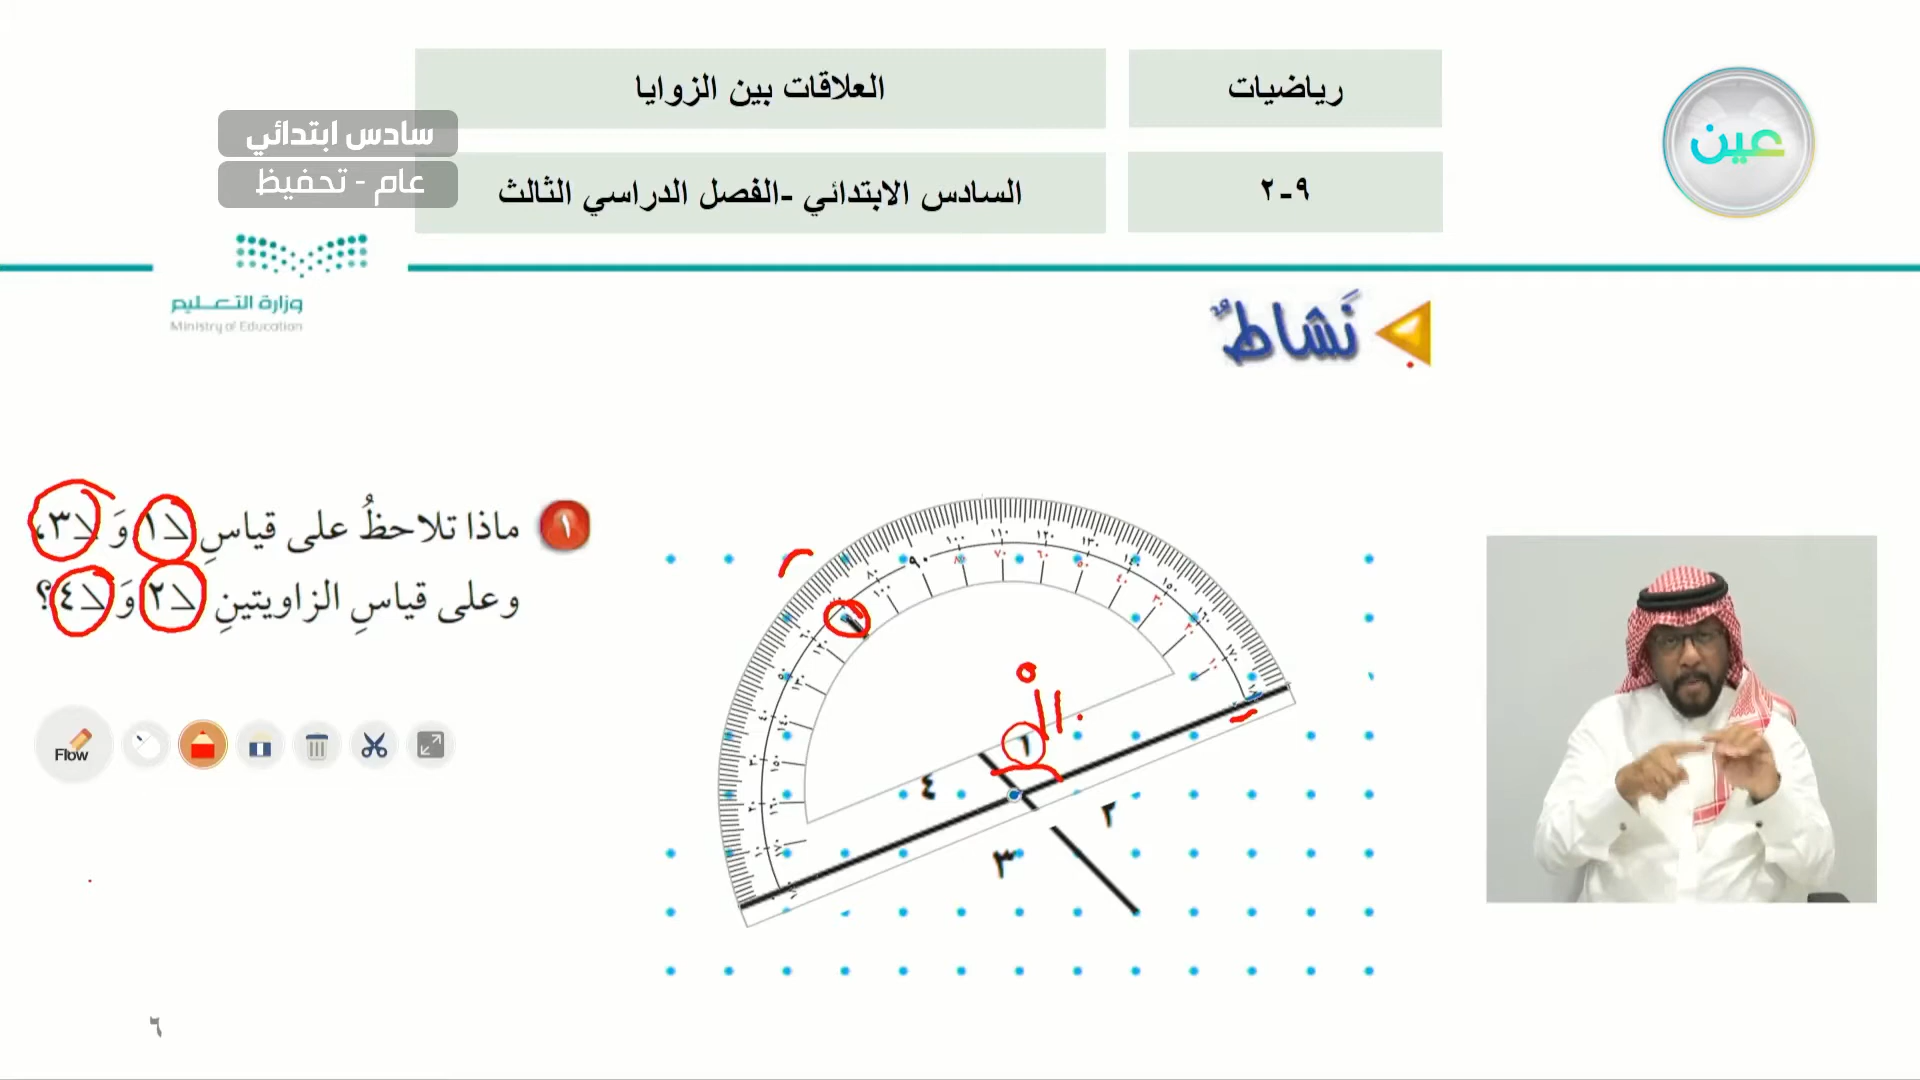 رياضيات
العلاقات بين الزوايا
٩-٢
السادس الابتدائي -الفصل الدراسي الثالث
سادس ابتدائي
عام - تحفيظ
عين
وزارة التعليم
Ministry of Education
نَشاطٌ
١
ماذا تلاحظُ على قياسِ ∠١ وَ ∠٣،
وعلى قياسِ الزاويتينِ ∠٢ وَ ∠٤؟
Flow
١
٢
٣
٤
٦